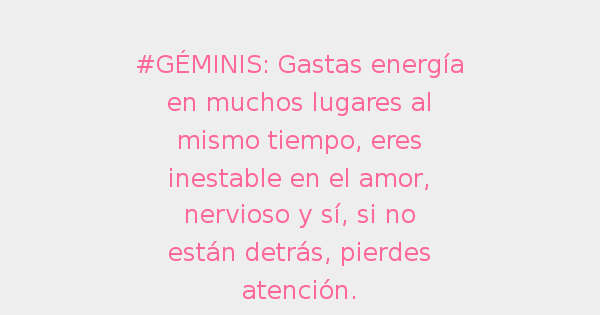 #GÉMINIS: Gastas energía
en muchos lugares al
mismo tiempo, eres
inestable en el amor,
nervioso y sí, si no
están detrás, pierdes
atención.